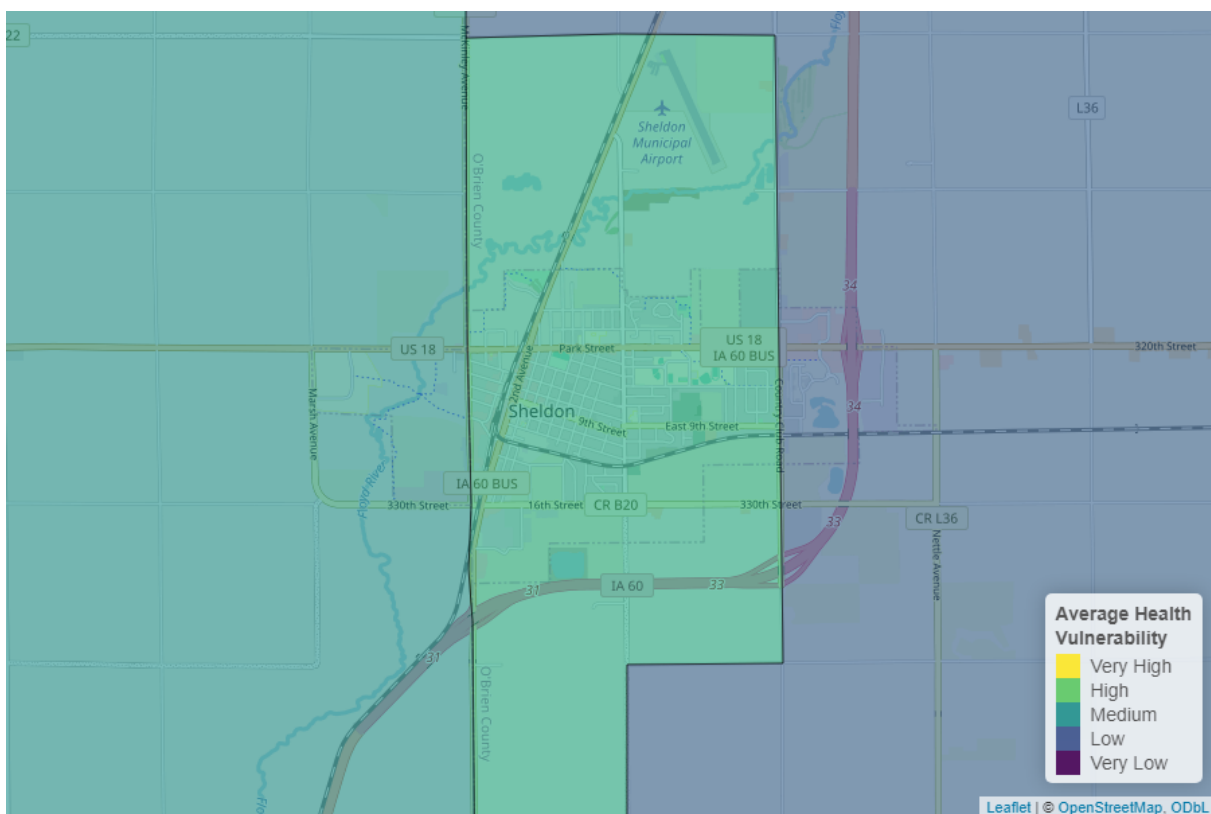 22
McKinley Avenue
L36
Sheldon
Municipal
Airport
O'Brien County
34
US 18
Park Street
US 18
IA 60 BUS
320th Street
2nd Avenue
Marsh Avenue
Sheldon
9th Street
East 9th Street
Country Club Road
34
Floyd River
IA 60 BUS
330th Street
16th Street
CR B20
330th Street
33
CR L36
Nettle Avenue
31
IA 60
33
31
O'Brien County
Average Health
Vulnerability
Very High
High
Medium
Low
Very Low
Leaflet | © OpenStreetMap, ODbL